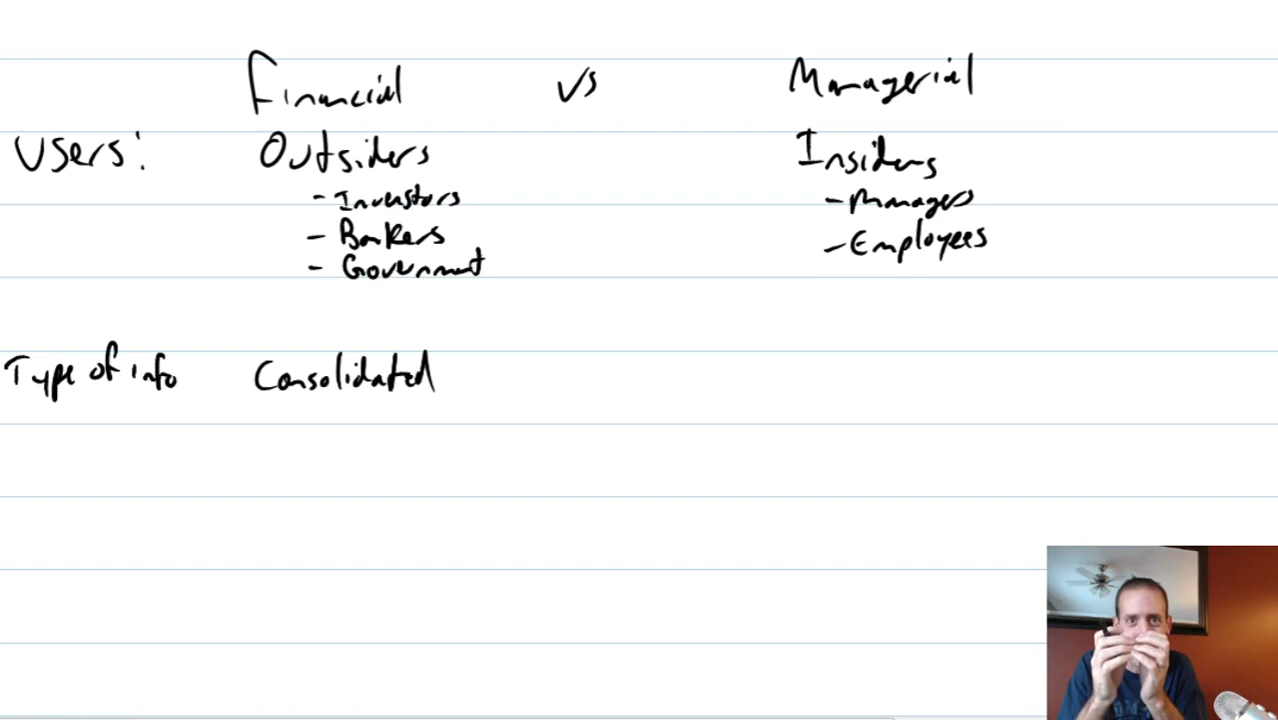 Financial vs Managerial
Users: Outsiders Insiders
- Investors - Managers
- Bankers - Employees
- Government
Type of info Consolidated